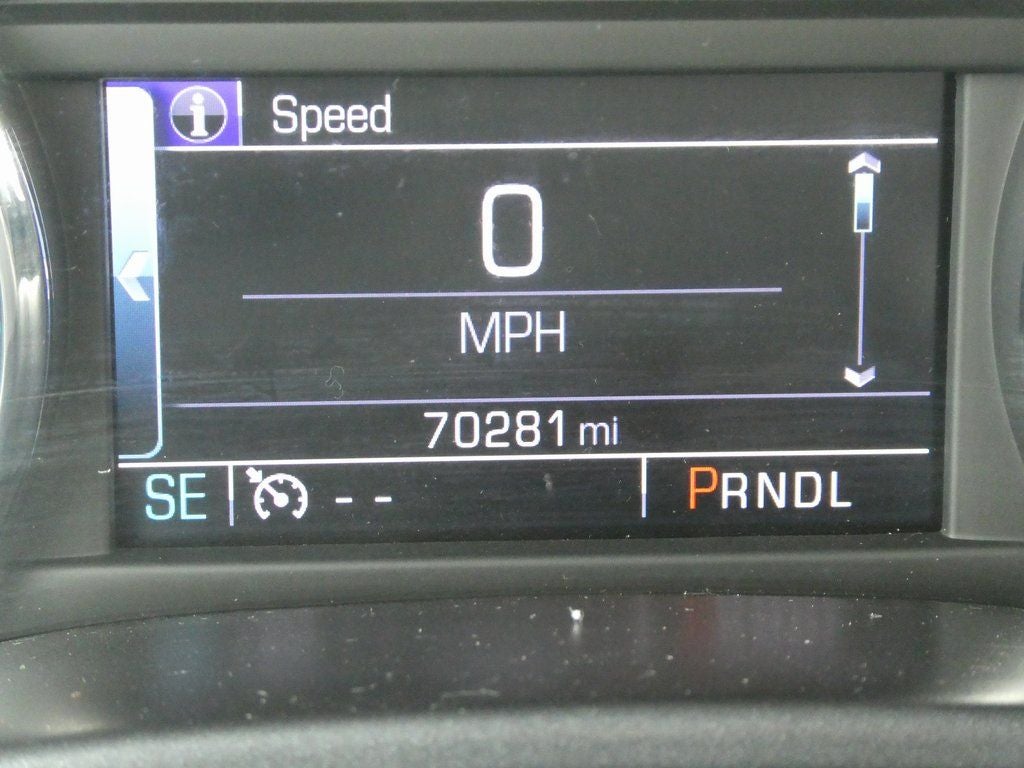 i Speed
0
MPH
70281 mi
SE -- PRNDL